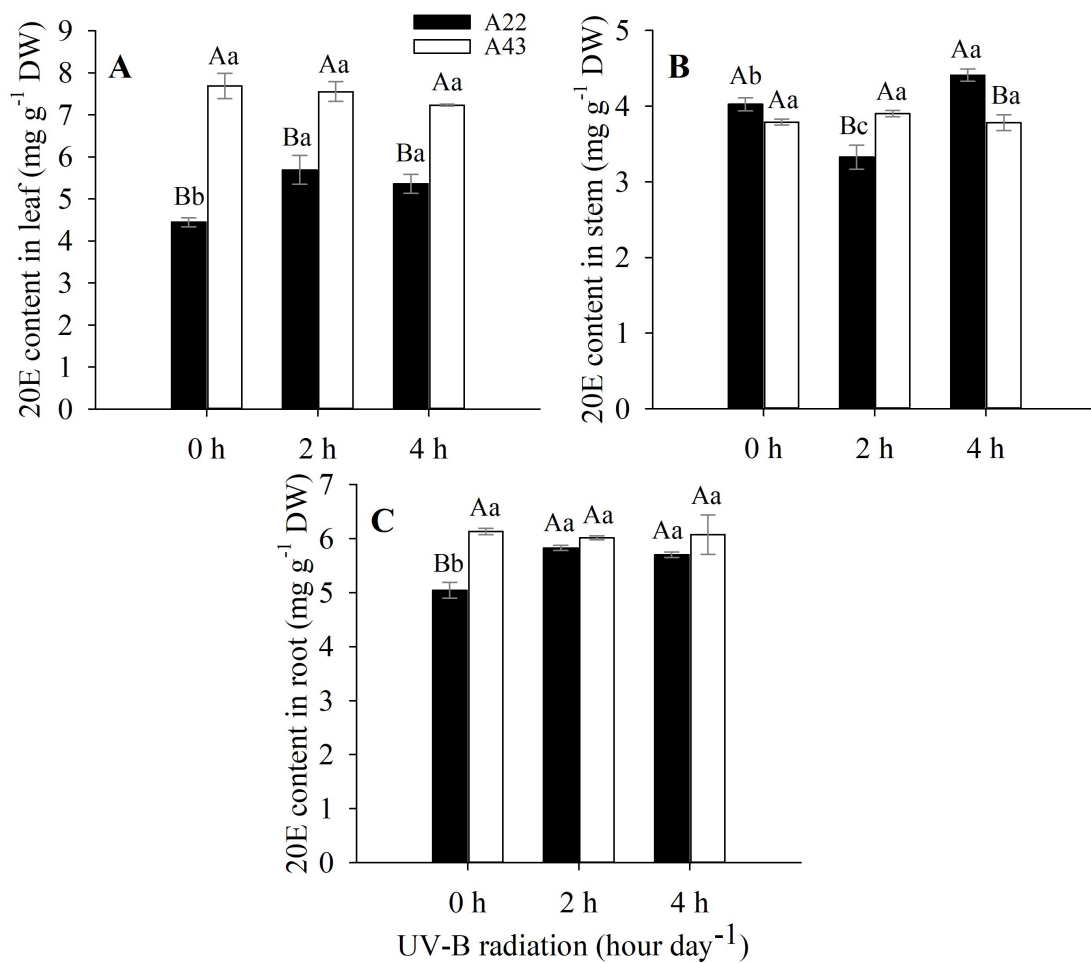 A22
A43
A
20E content in leaf (mg g⁻¹ DW)
9
8
7
6
5
4
3
2
1
0
Bb
Aa
Ba
Aa
Ba
Aa
0 h
2 h
4 h
B
20E content in stem (mg g⁻¹ DW)
5
4
3
2
1
0
Ab
Aa
Bc
Aa
Aa
Ba
0 h
2 h
4 h
C
20E content in root (mg g⁻¹ DW)
7
6
5
4
3
2
1
0
Bb
Aa
Aa
Aa
Aa
Aa
0 h
2 h
4 h
UV-B radiation (hour day⁻¹)